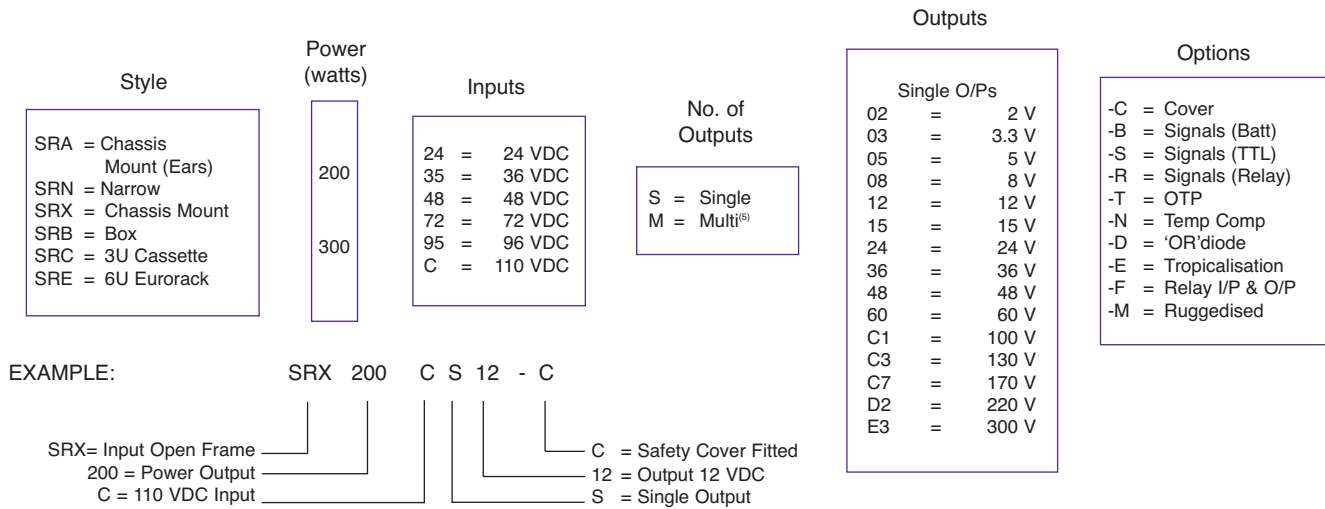 Style
SRA = Chassis
Mount (Ears)
SRN = Narrow
SRX = Chassis Mount
SRB = Box
SRC = 3U Cassette
SRE = 6U Eurorack
Power
(watts)
200
300
Inputs
24 = 24 VDC
35 = 36 VDC
48 = 48 VDC
72 = 72 VDC
95 = 96 VDC
C = 110 VDC
No. of
Outputs
S = Single
M = Multi(5)
Outputs
Single O/Ps
02 = 2 V
03 = 3.3 V
05 = 5 V
08 = 8 V
12 = 12 V
15 = 15 V
24 = 24 V
36 = 36 V
48 = 48 V
60 = 60 V
C1 = 100 V
C3 = 130 V
C7 = 170 V
D2 = 220 V
E3 = 300 V
Options
-C = Cover
-B = Signals (Batt)
-S = Signals (TTL)
-R = Signals (Relay)
-T = OTP
-N = Temp Comp
-D = 'OR'diode
-E = Tropicalisation
-F = Relay I/P & O/P
-M = Ruggedised
EXAMPLE: SRX 200 C S 12 - C
SRX= Input Open Frame
200 = Power Output
C = 110 VDC Input
C = Safety Cover Fitted
12 = Output 12 VDC
S = Single Output